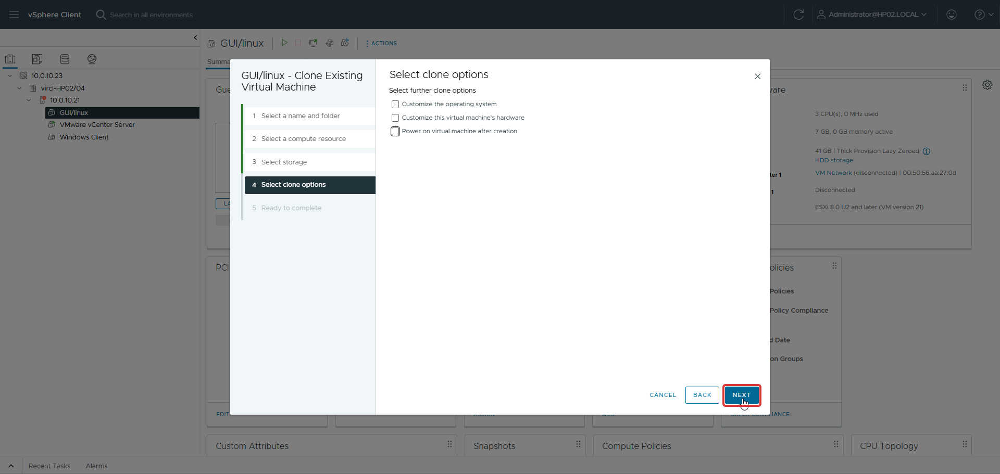 vSphere Client
Search in all environments
Administrator@HP02.LOCAL
GUI/linux
ACTIONS
10.0.10.23
vircl-HP02/04
10.0.10.21
GUI/linux
VMware vCenter Server
Windows Client
Summa
Gue
LA
PCI
EDIT
GUI/linux - Clone Existing
Virtual Machine
1 Select a name and folder
2 Select a compute resource
3 Select storage
4 Select clone options
5 Ready to complete
Select clone options
Select further clone options
Customize the operating system
Customize this virtual machine's hardware
Power on virtual machine after creation
CANCEL
BACK
NEXT
ware
3 CPU(s), 0 MHz used
7 GB, 0 GB memory active
41 GB | Thick Provision Lazy Zeroed
HDD storage
ter 1
VM Network (disconnected) | 00:50:56:aa:27:0d
1
Disconnected
ESXi 8.0 U2 and later (VM version 21)
olicies
Policies
Policy Compliance
d Date
on Groups
ASSIGN
ADD
CHECK COMPLIANCE
Custom Attributes
Snapshots
Compute Policies
CPU Topology
Recent Tasks
Alarms